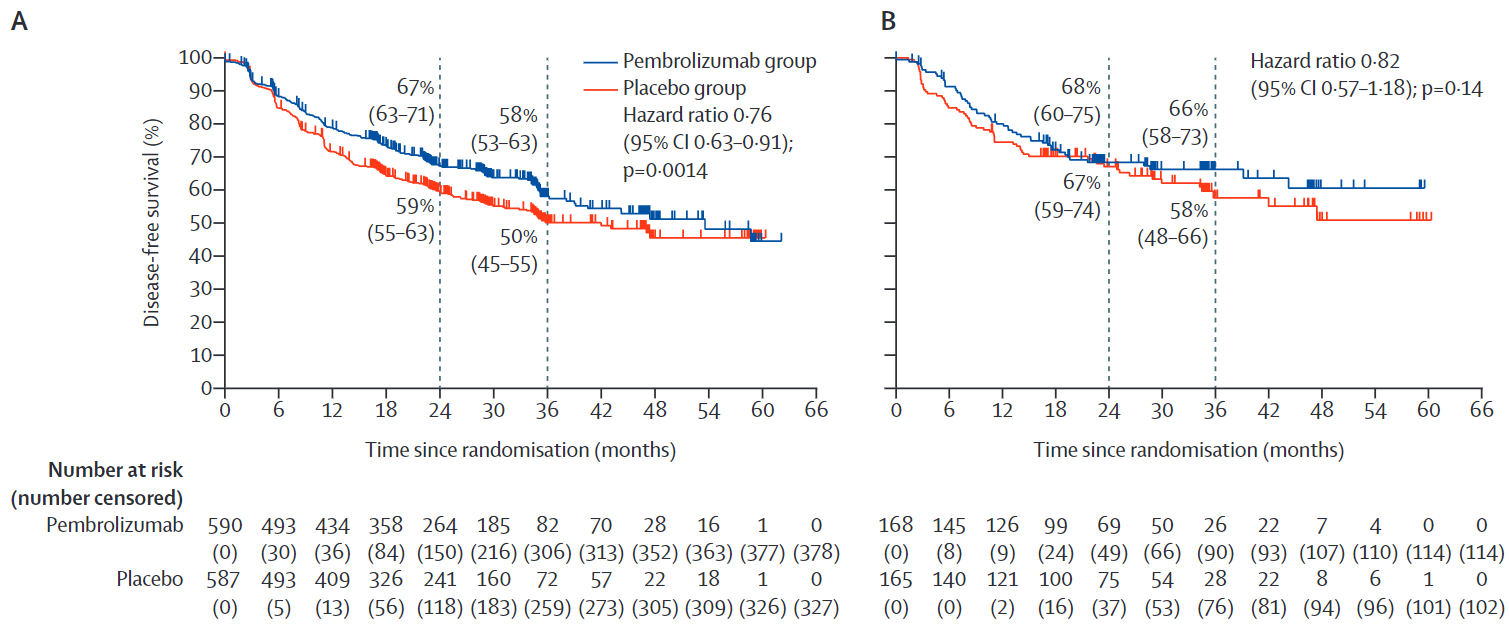 A
Disease-free survival (%)
100
90
80
70
60
50
40
30
20
10
0
67%
(63–71)
58%
(53–63)
Pembrolizumab group
Placebo group
Hazard ratio 0·76
(95% CI 0·63–0·91);
p=0·0014
59%
(55–63)
50%
(45–55)
0 6 12 18 24 30 36 42 48 54 60 66
Time since randomisation (months)
B
Hazard ratio 0·82
(95% CI 0·57–1·18); p=0·14
68%
(60–75)
66%
(58–73)
67%
(59–74)
58%
(48–66)
0 6 12 18 24 30 36 42 48 54 60 66
Time since randomisation (months)
Number at risk
(number censored)
Pembrolizumab 590 493 434 358 264 185 82 70 28 16 1 0 168 145 126 99 69 50 26 22 7 4 0 0
(0) (30) (36) (84) (150) (216) (306) (313) (352) (363) (377) (378) (0) (8) (9) (24) (49) (66) (90) (93) (107) (110) (114) (114)
Placebo 587 493 409 326 241 160 72 57 22 18 1 0 165 140 121 100 75 54 28 22 8 6 1 0
(0) (5) (13) (56) (118) (183) (259) (273) (305) (309) (326) (327) (0) (0) (2) (16) (37) (53) (76) (81) (94) (96) (101) (102)